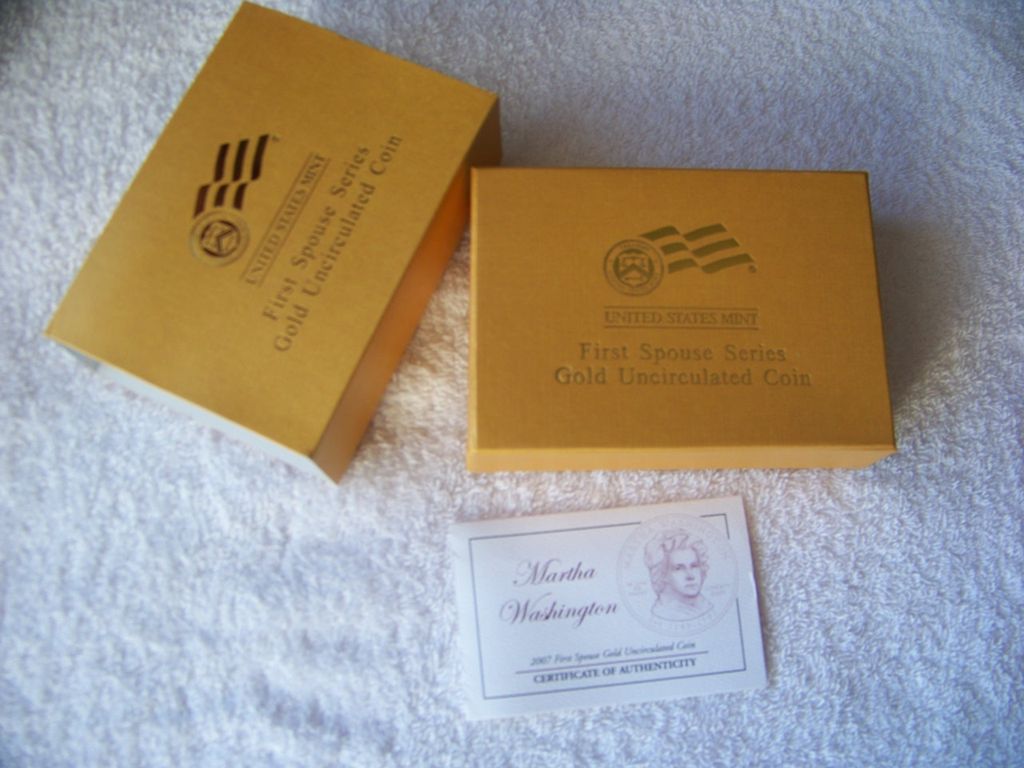 UNITED STATES MINT
First Spouse Series
Gold Uncirculated Coin
UNITED STATES MINT
First Spouse Series
Gold Uncirculated Coin
Martha
Washington
2007 First Spouse Gold Uncirculated Coin
CERTIFICATE OF AUTHENTICITY